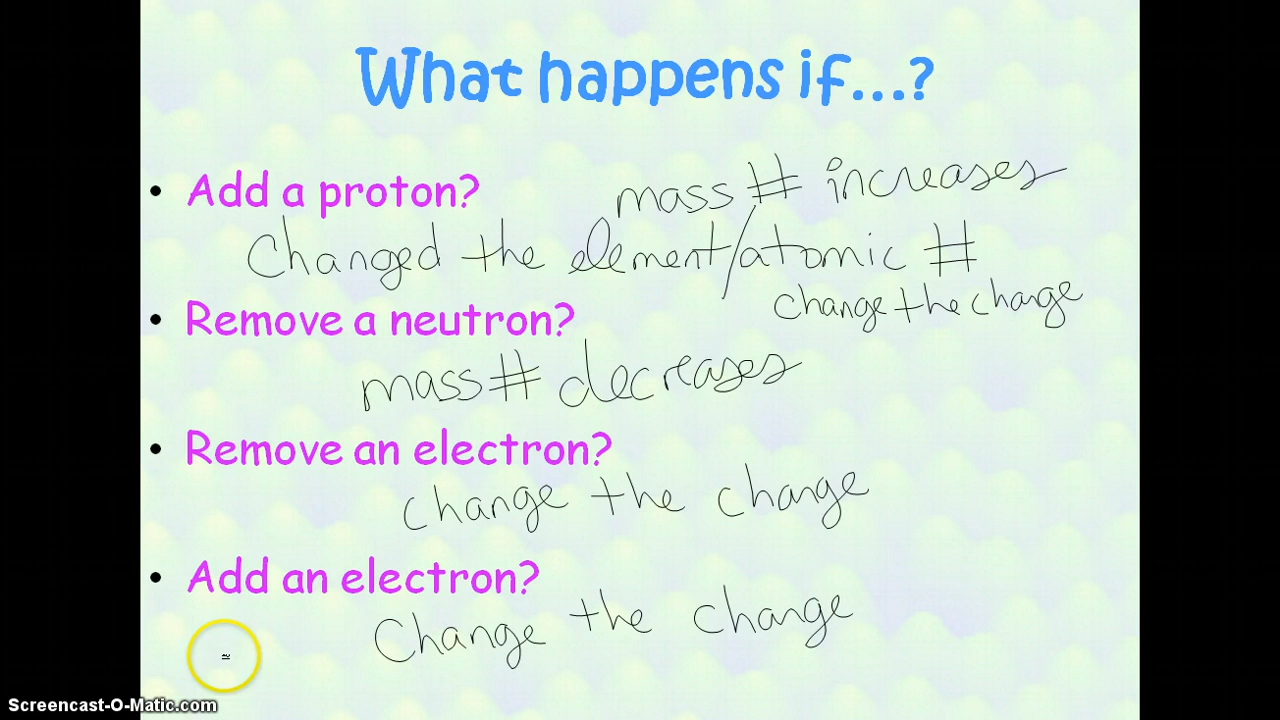 What happens if...?
• Add a proton?
mass # increases
Changed the element/atomic #
change the charge
• Remove a neutron?
mass # decreases
• Remove an electron?
change the charge
• Add an electron?
Change the charge
Screencast-O-Matic.com